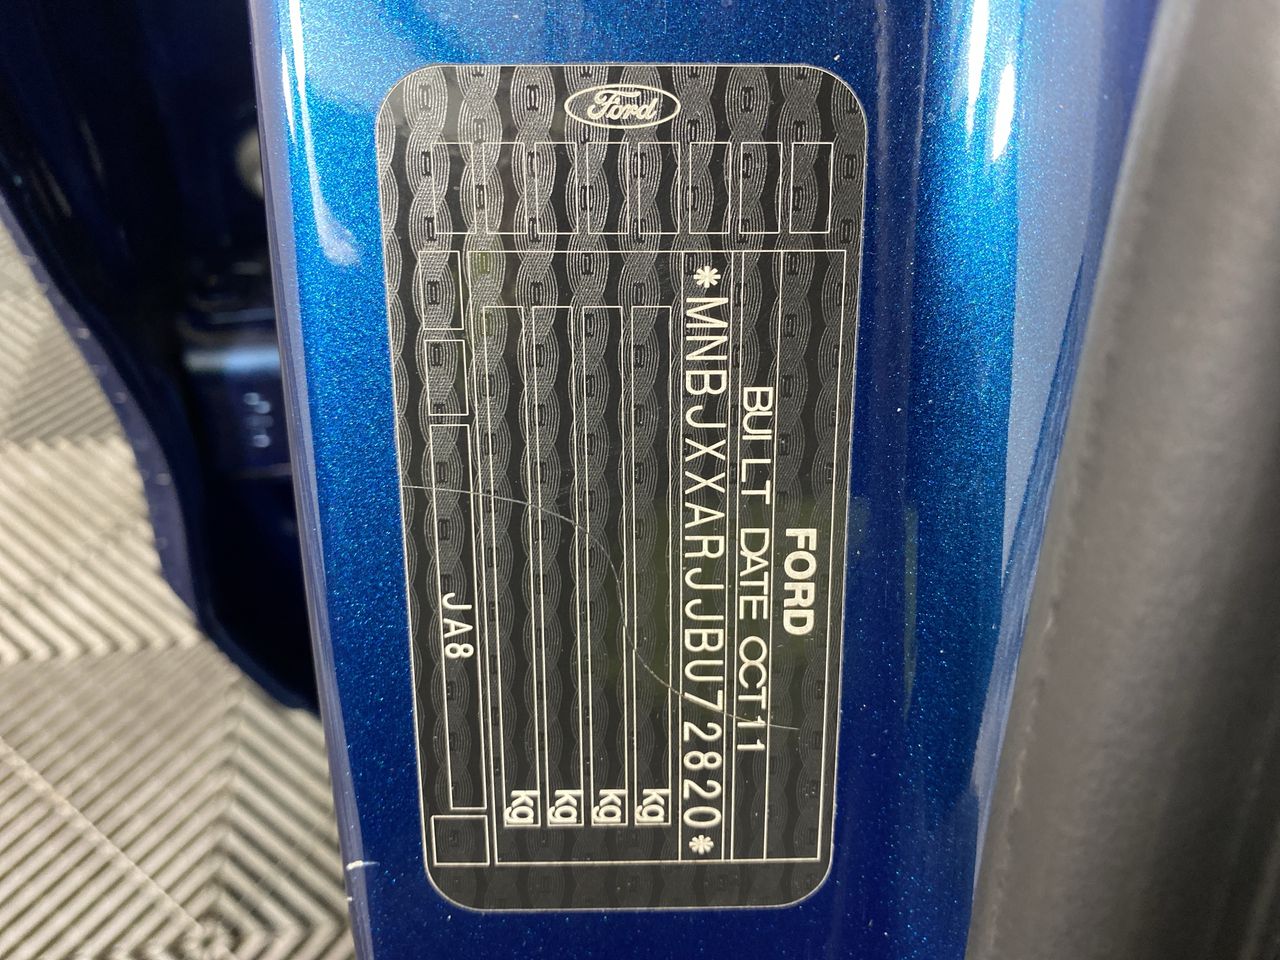 Ford
FORD
BUILT DATE OCT11
*MNBJXXARJJBU72820*
kg
kg
kg
kg
JA8